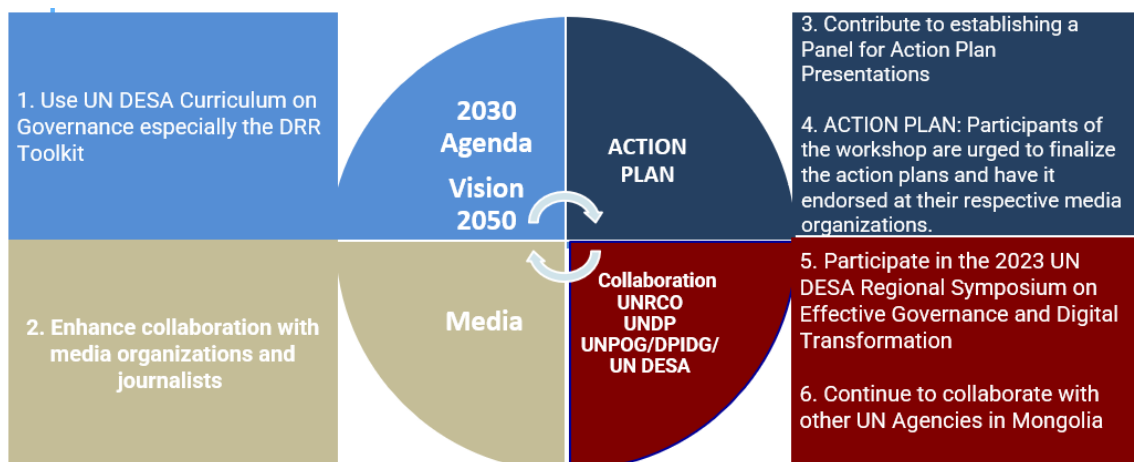 1. Use UN DESA Curriculum on
Governance especially the DRR
Toolkit
2030
Agenda
Vision
2050
ACTION
PLAN
3. Contribute to establishing a
Panel for Action Plan
Presentations
4. ACTION PLAN: Participants of
the workshop are urged to finalize
the action plans and have it
endorsed at their respective media
organizations.
2. Enhance collaboration with
media organizations and
journalists
Media
Collaboration
UNRCO
UNDP
UNPOG/DPIDG/
UN DESA
5. Participate in the 2023 UN
DESA Regional Symposium on
Effective Governance and Digital
Transformation
6. Continue to collaborate with
other UN Agencies in Mongolia